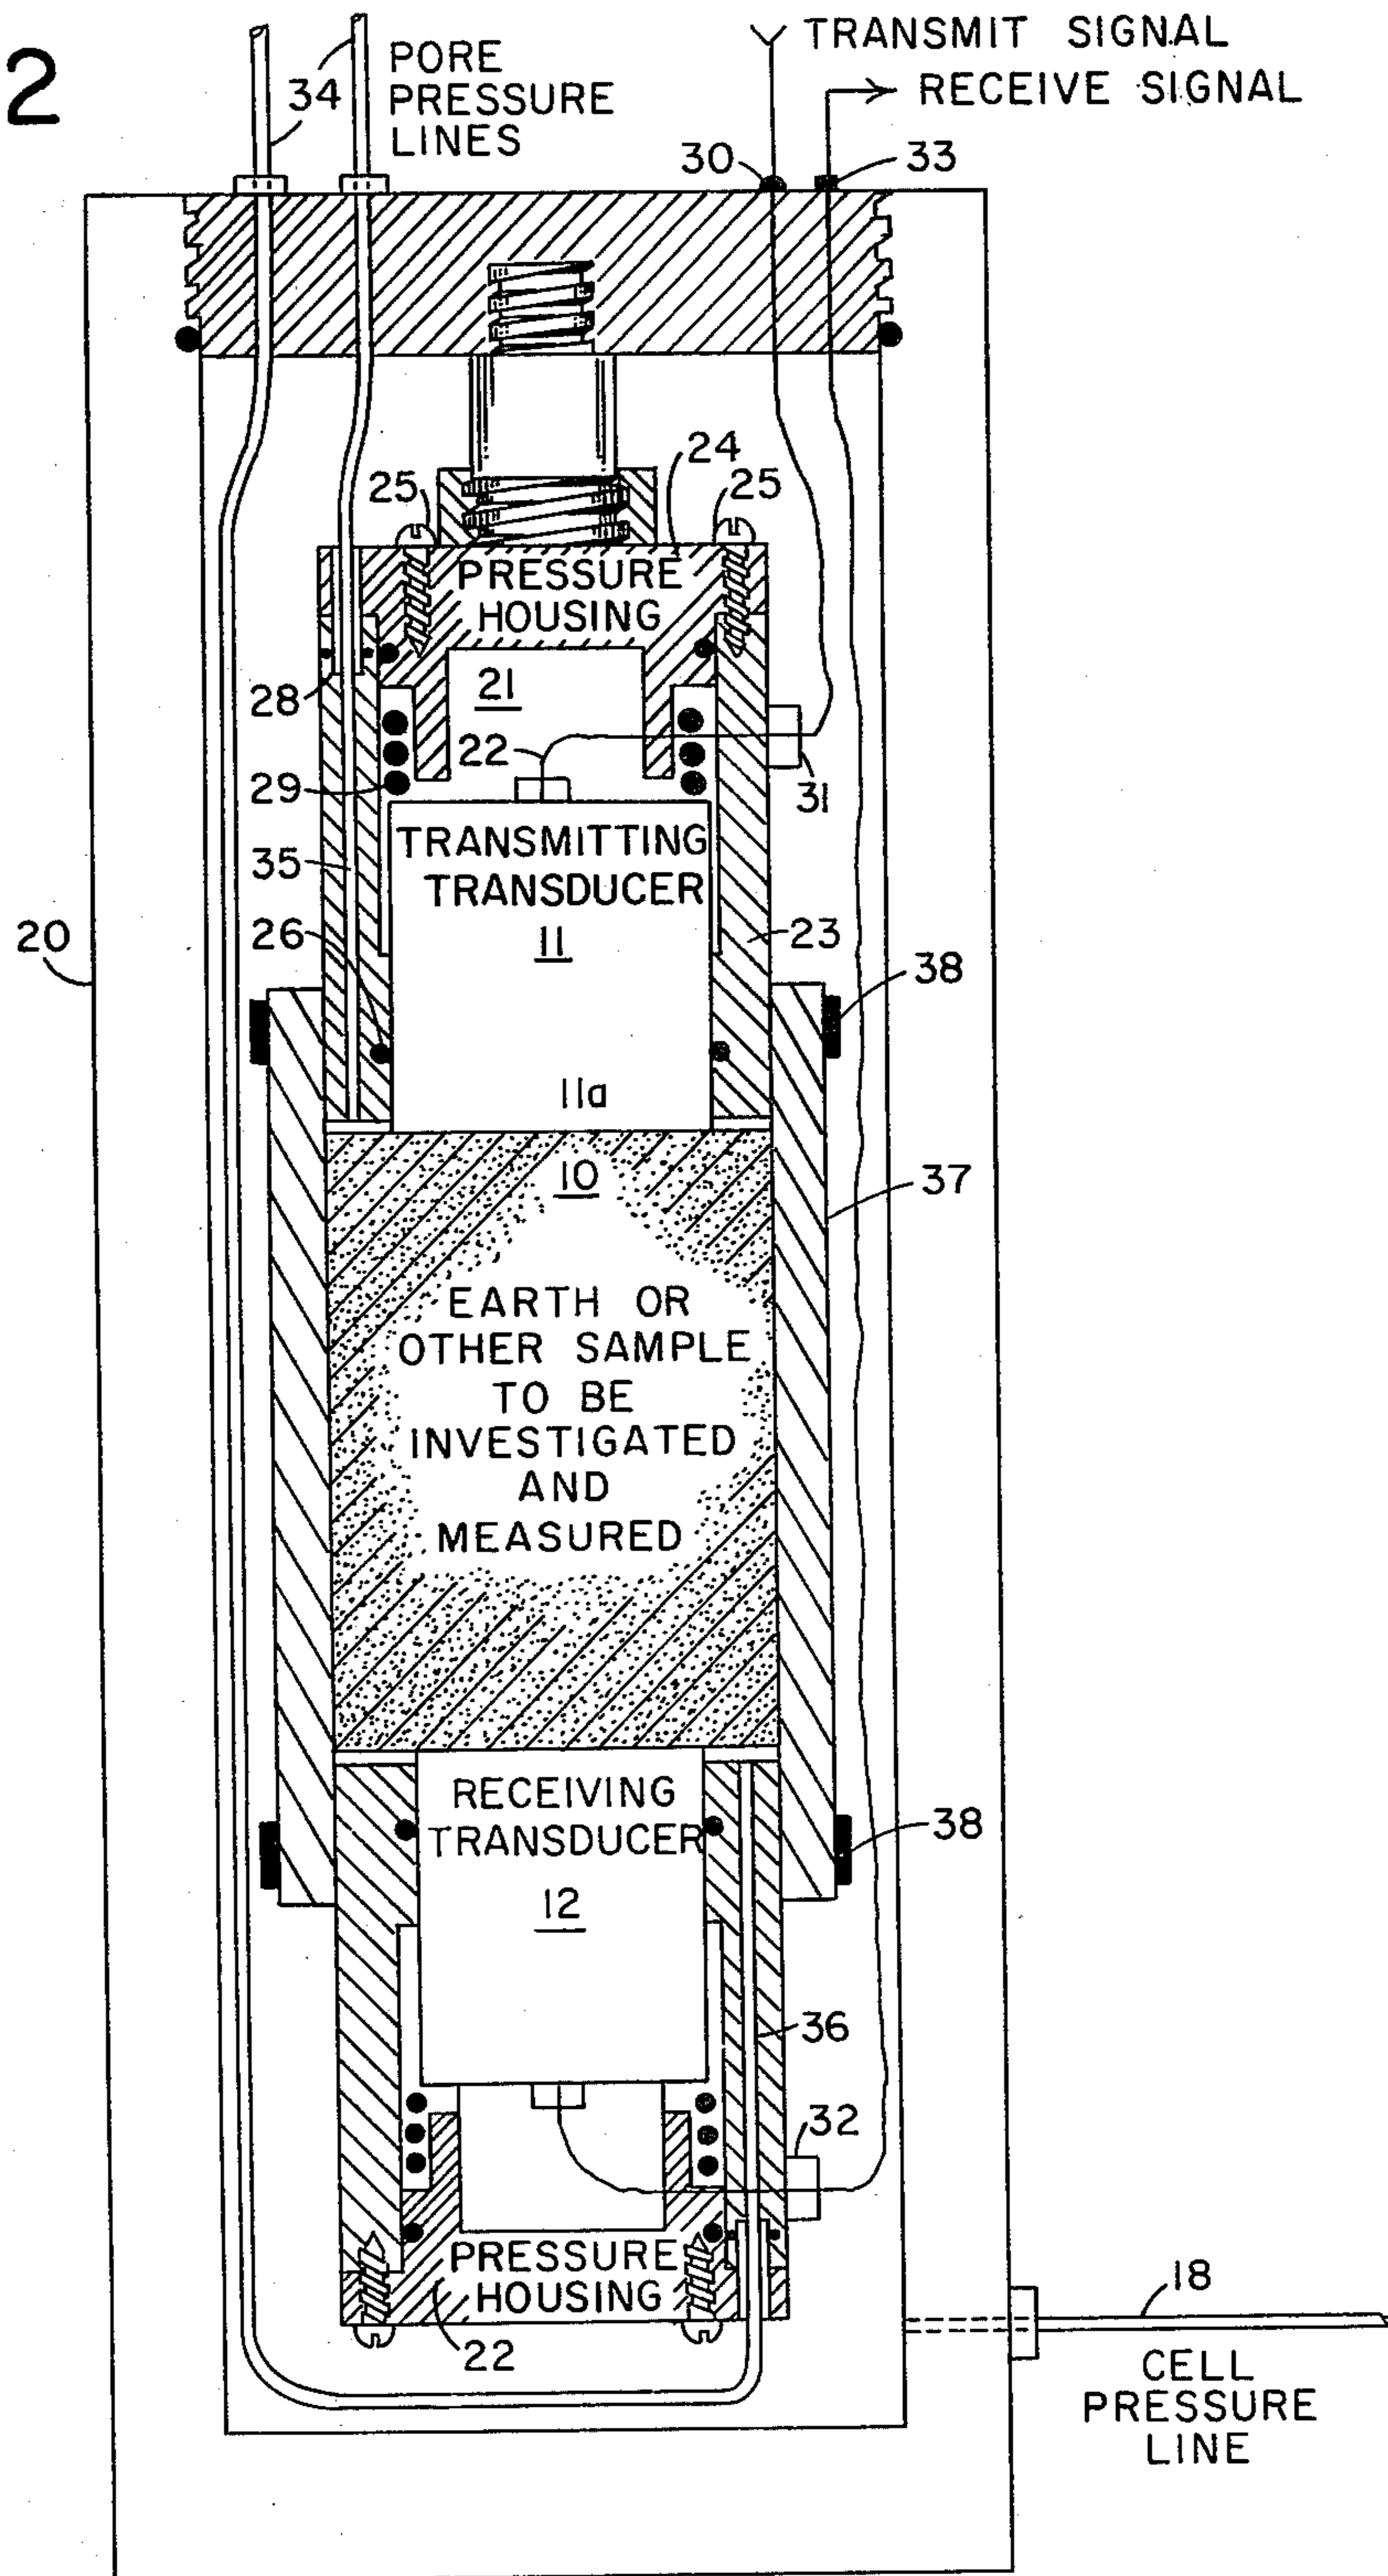 2
34
PORE
PRESSURE
LINES
TRANSMIT SIGNAL
RECEIVE SIGNAL
30
33
24
25
25
PRESSURE
HOUSING
21
28
22
29
31
TRANSMITTING
TRANSDUCER
11
35
23
26
20
38
11a
10
37
EARTH OR
OTHER SAMPLE
TO BE
INVESTIGATED
AND
MEASURED
RECEIVING
TRANSDUCER
12
38
36
32
PRESSURE
HOUSING
22
18
CELL
PRESSURE
LINE